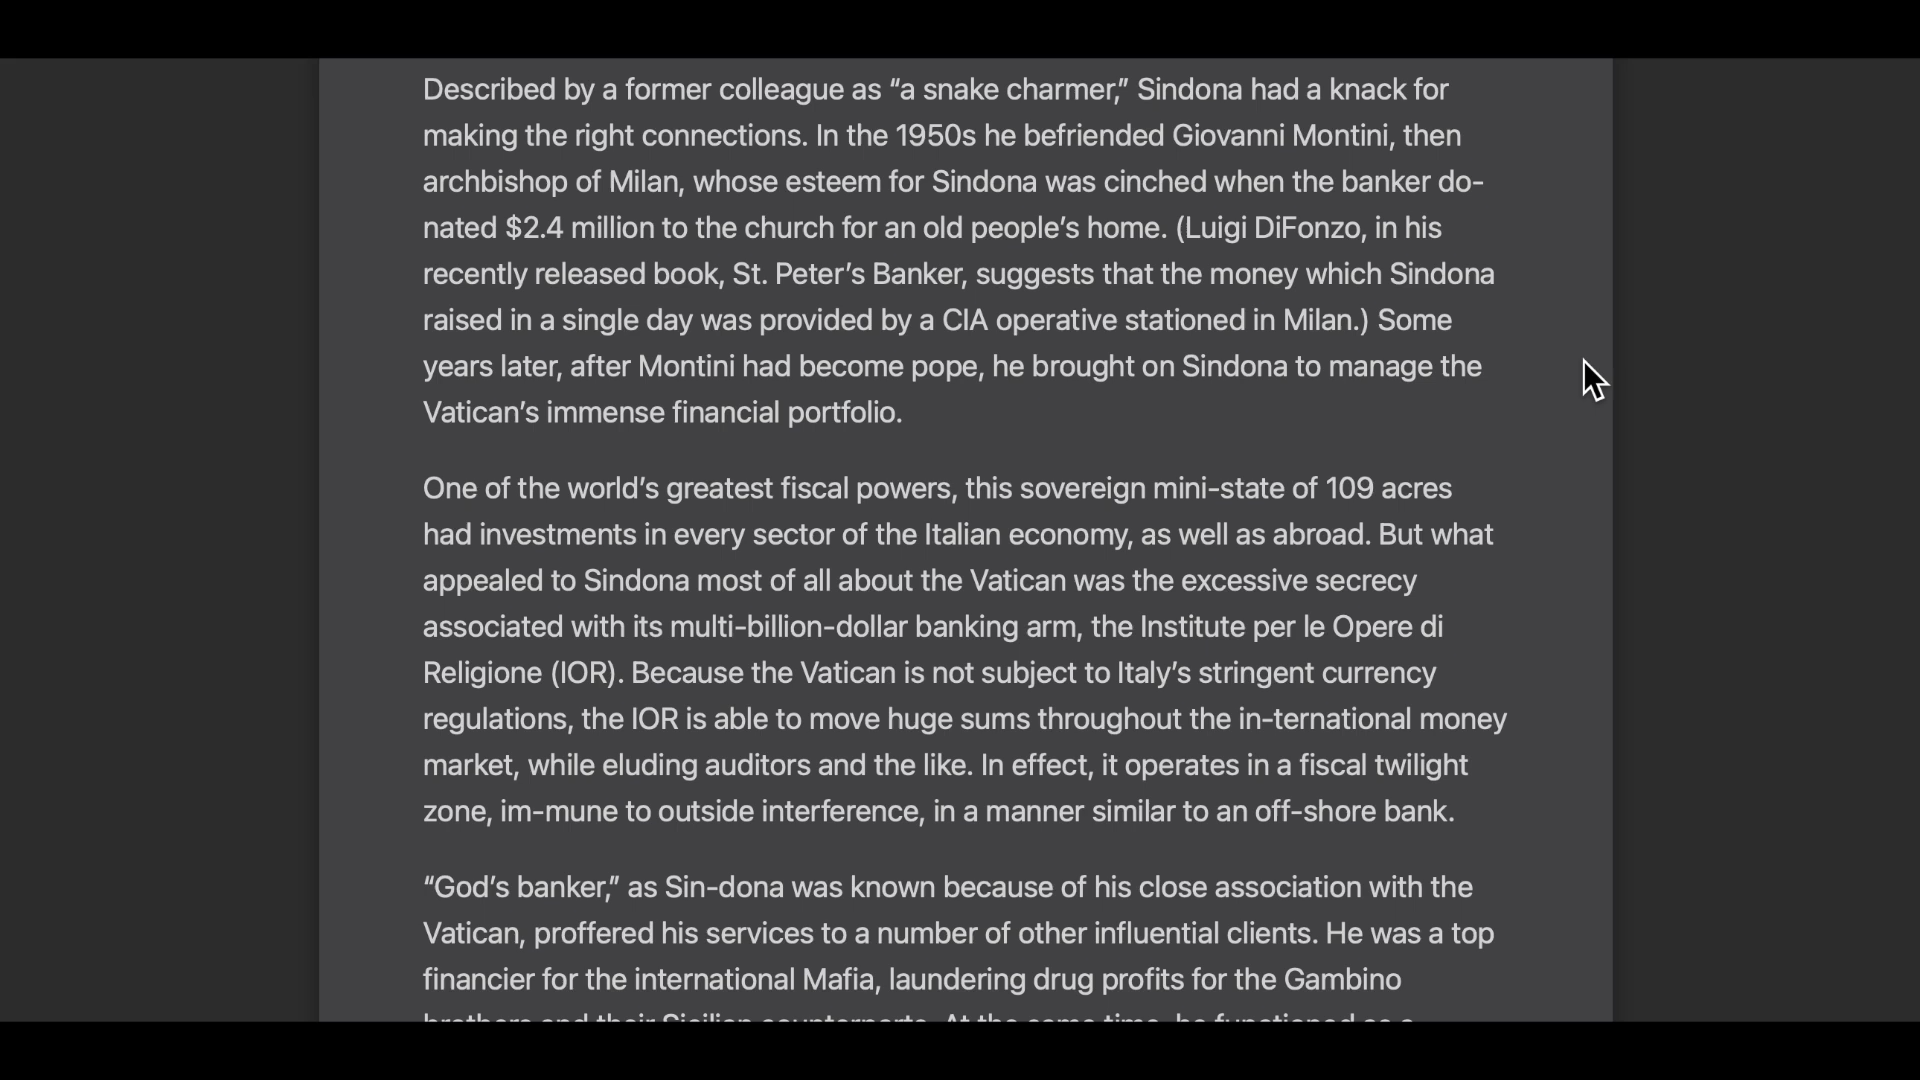 Described by a former colleague as “a snake charmer,” Sindona had a knack for
making the right connections. In the 1950s he befriended Giovanni Montini, then
archbishop of Milan, whose esteem for Sindona was cinched when the banker do-
nated $2.4 million to the church for an old people’s home. (Luigi DiFonzo, in his
recently released book, St. Peter’s Banker, suggests that the money which Sindona
raised in a single day was provided by a CIA operative stationed in Milan.) Some
years later, after Montini had become pope, he brought on Sindona to manage the
Vatican’s immense financial portfolio.
One of the world’s greatest fiscal powers, this sovereign mini-state of 109 acres
had investments in every sector of the Italian economy, as well as abroad. But what
appealed to Sindona most of all about the Vatican was the excessive secrecy
associated with its multi-billion-dollar banking arm, the Institute per le Opere di
Religione (IOR). Because the Vatican is not subject to Italy’s stringent currency
regulations, the IOR is able to move huge sums throughout the in-ternational money
market, while eluding auditors and the like. In effect, it operates in a fiscal twilight
zone, im-mune to outside interference, in a manner similar to an off-shore bank.
“God’s banker,” as Sin-dona was known because of his close association with the
Vatican, proffered his services to a number of other influential clients. He was a top
financier for the international Mafia, laundering drug profits for the Gambino
brothers and their Sicilian counterparts. At the same time, he functioned as a